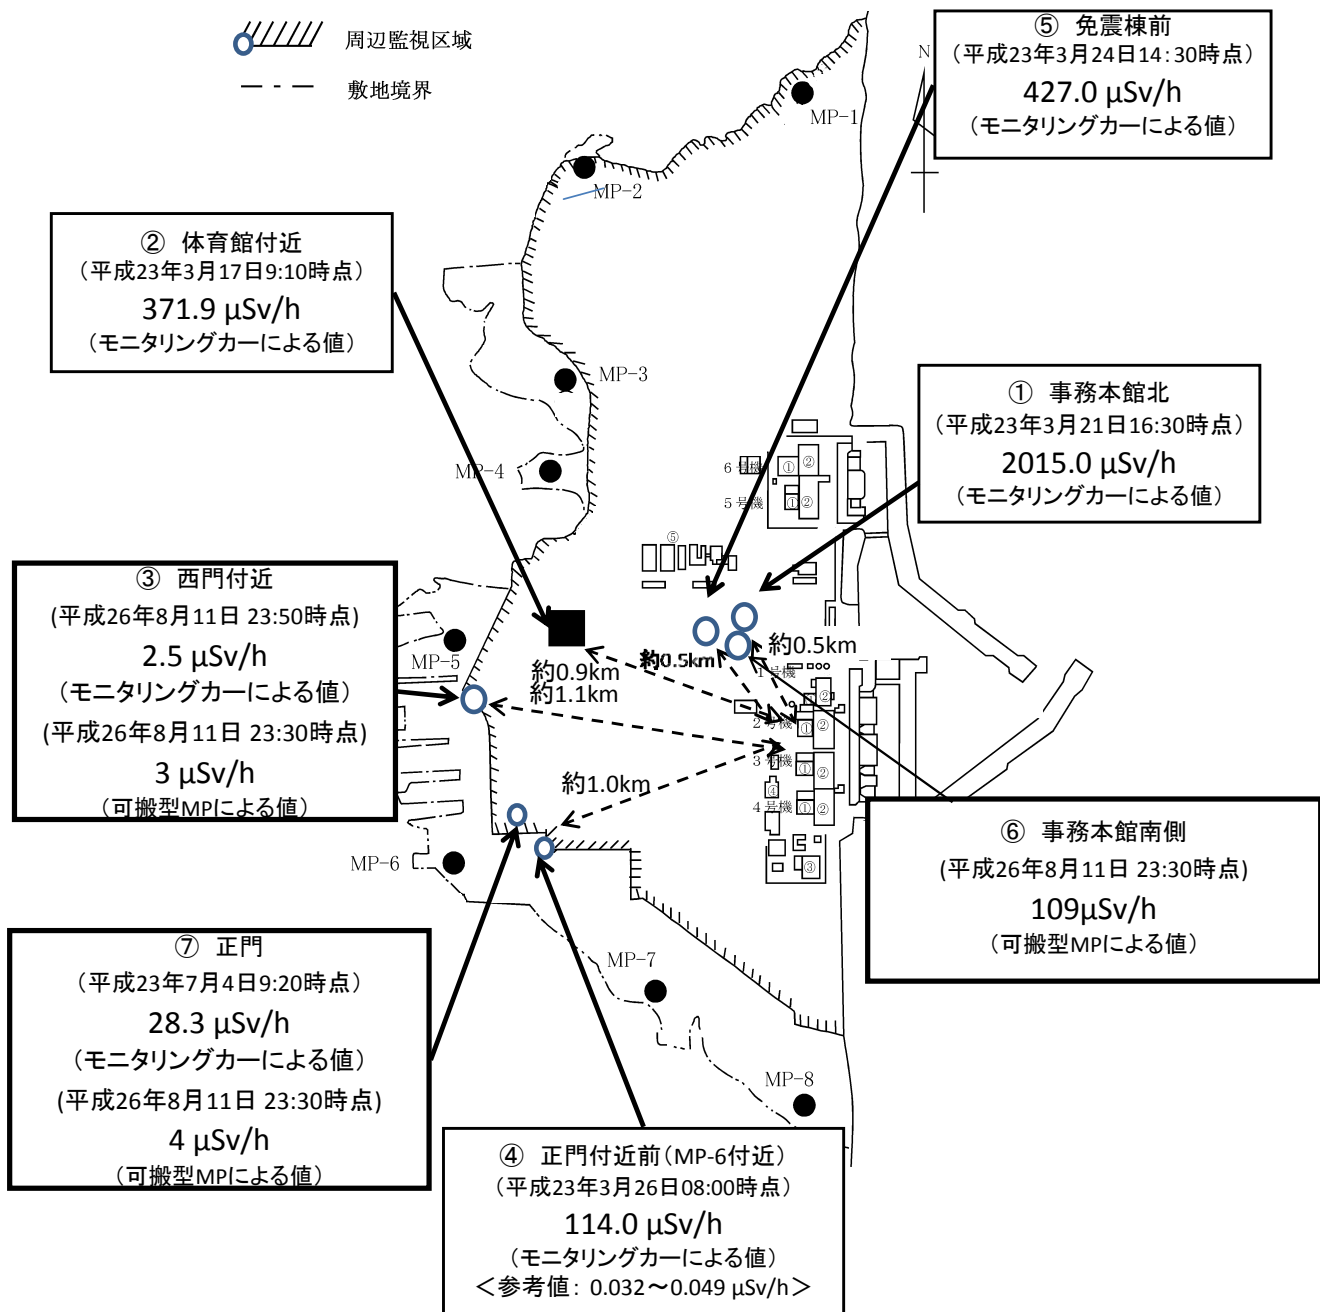 周辺監視区域
敷地境界
⑤ 免震棟前
(平成23年3月24日14:30時点)
427.0 μSv/h
(モニタリングカーによる値)
N
MP-1
MP-2
② 体育館付近
(平成23年3月17日9:10時点)
371.9 μSv/h
(モニタリングカーによる値)
MP-3
① 事務本館北
(平成23年3月21日16:30時点)
2015.0 μSv/h
(モニタリングカーによる値)
MP-4
6号機
①
②
5号機
①
②
⑤
③ 西門付近
(平成26年8月11日 23:50時点)
2.5 μSv/h
(モニタリングカーによる値)
(平成26年8月11日 23:30時点)
3 μSv/h
(可搬型MPによる値)
MP-5
約0.9km
約1.1km
約0.5km
約0.5km
1号機
②
2号機
①
②
3号機
①
②
④
4号機
①
②
③
約1.0km
⑥ 事務本館南側
(平成26年8月11日 23:30時点)
109μSv/h
(可搬型MPによる値)
MP-6
⑦ 正門
(平成23年7月4日9:20時点)
28.3 μSv/h
(モニタリングカーによる値)
(平成26年8月11日 23:30時点)
4 μSv/h
(可搬型MPによる値)
MP-7
MP-8
④ 正門付近前(MP-6付近)
(平成23年3月26日08:00時点)
114.0 μSv/h
(モニタリングカーによる値)
<参考値: 0.032~0.049 μSv/h>